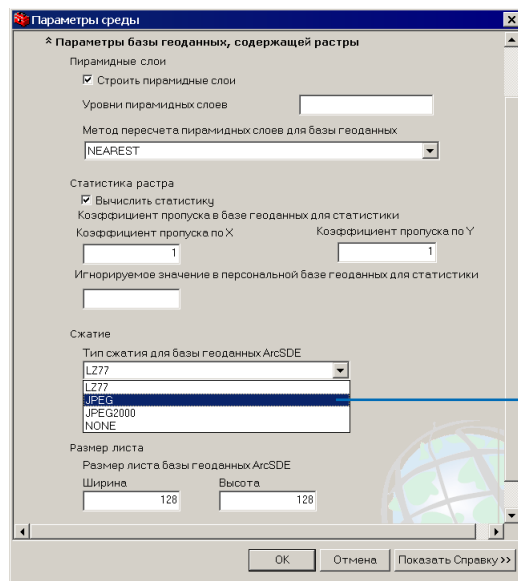 Параметры среды
Параметры базы геоданных, содержащей растры
Пирамидные слои
Строить пирамидные слои
Уровни пирамидных слоев
Метод пересчета пирамидных слоев для базы геоданных
NEAREST
Статистика растра
Вычислить статистику
Коэффициент пропуска в базе геоданных для статистики
Коэффициент пропуска по X Коэффициент пропуска по Y
1 1
Игнорируемое значение в персональной базе геоданных для статистики
Сжатие
Тип сжатия для базы геоданных ArcSDE
LZ77
LZ77
JPEG
JPEG2000
NONE
Размер листа
Размер листа базы геоданных ArcSDE
Ширина Высота
128 128
OK Отмена Показать Справку >>